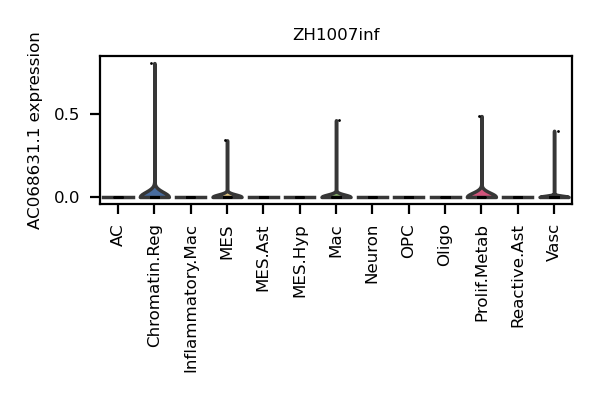 ZH1007inf
AC068631.1 expression
0.5
0.0
AC
Chromatin.Reg
Inflammatory.Mac
MES
MES.Ast
MES.Hyp
Mac
Neuron
OPC
Oligo
Prolif.Metab
Reactive.Ast
Vasc